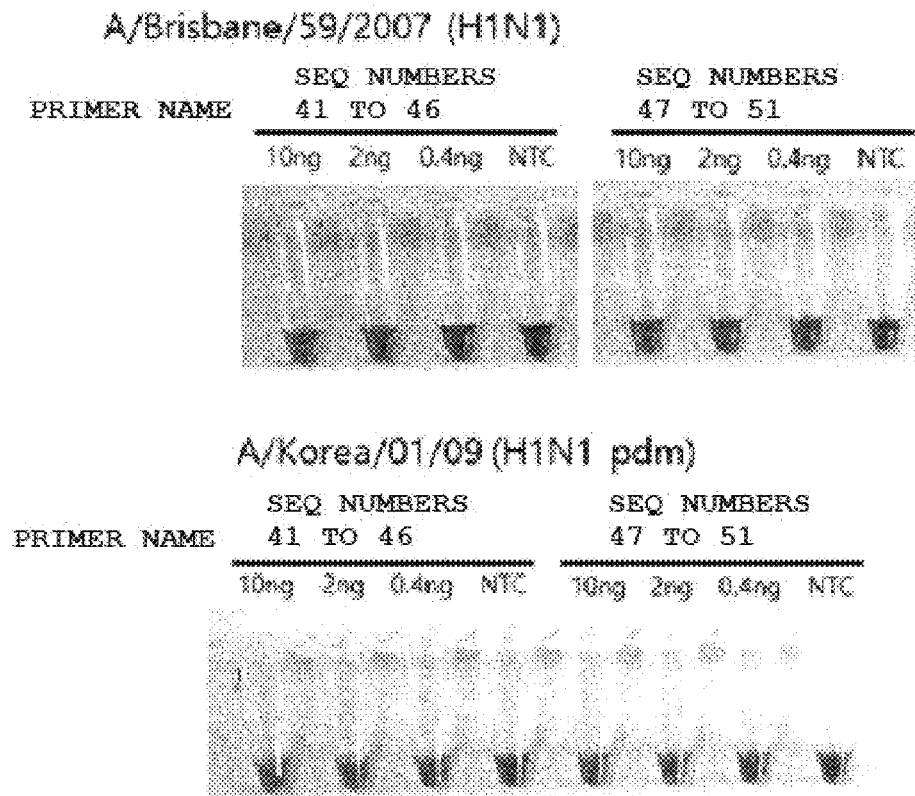 A/Brisbane/59/2007 (H1N1)
SEQ NUMBERS SEQ NUMBERS
PRIMER NAME 41 TO 46 47 TO 51
10ng 2ng 0.4ng NTC 10ng 2ng 0.4ng NTC
A/Korea/01/09 (H1N1 pdm)
SEQ NUMBERS SEQ NUMBERS
PRIMER NAME 41 TO 46 47 TO 51
10ng 2ng 0.4ng NTC 10ng 2ng 0.4ng NTC